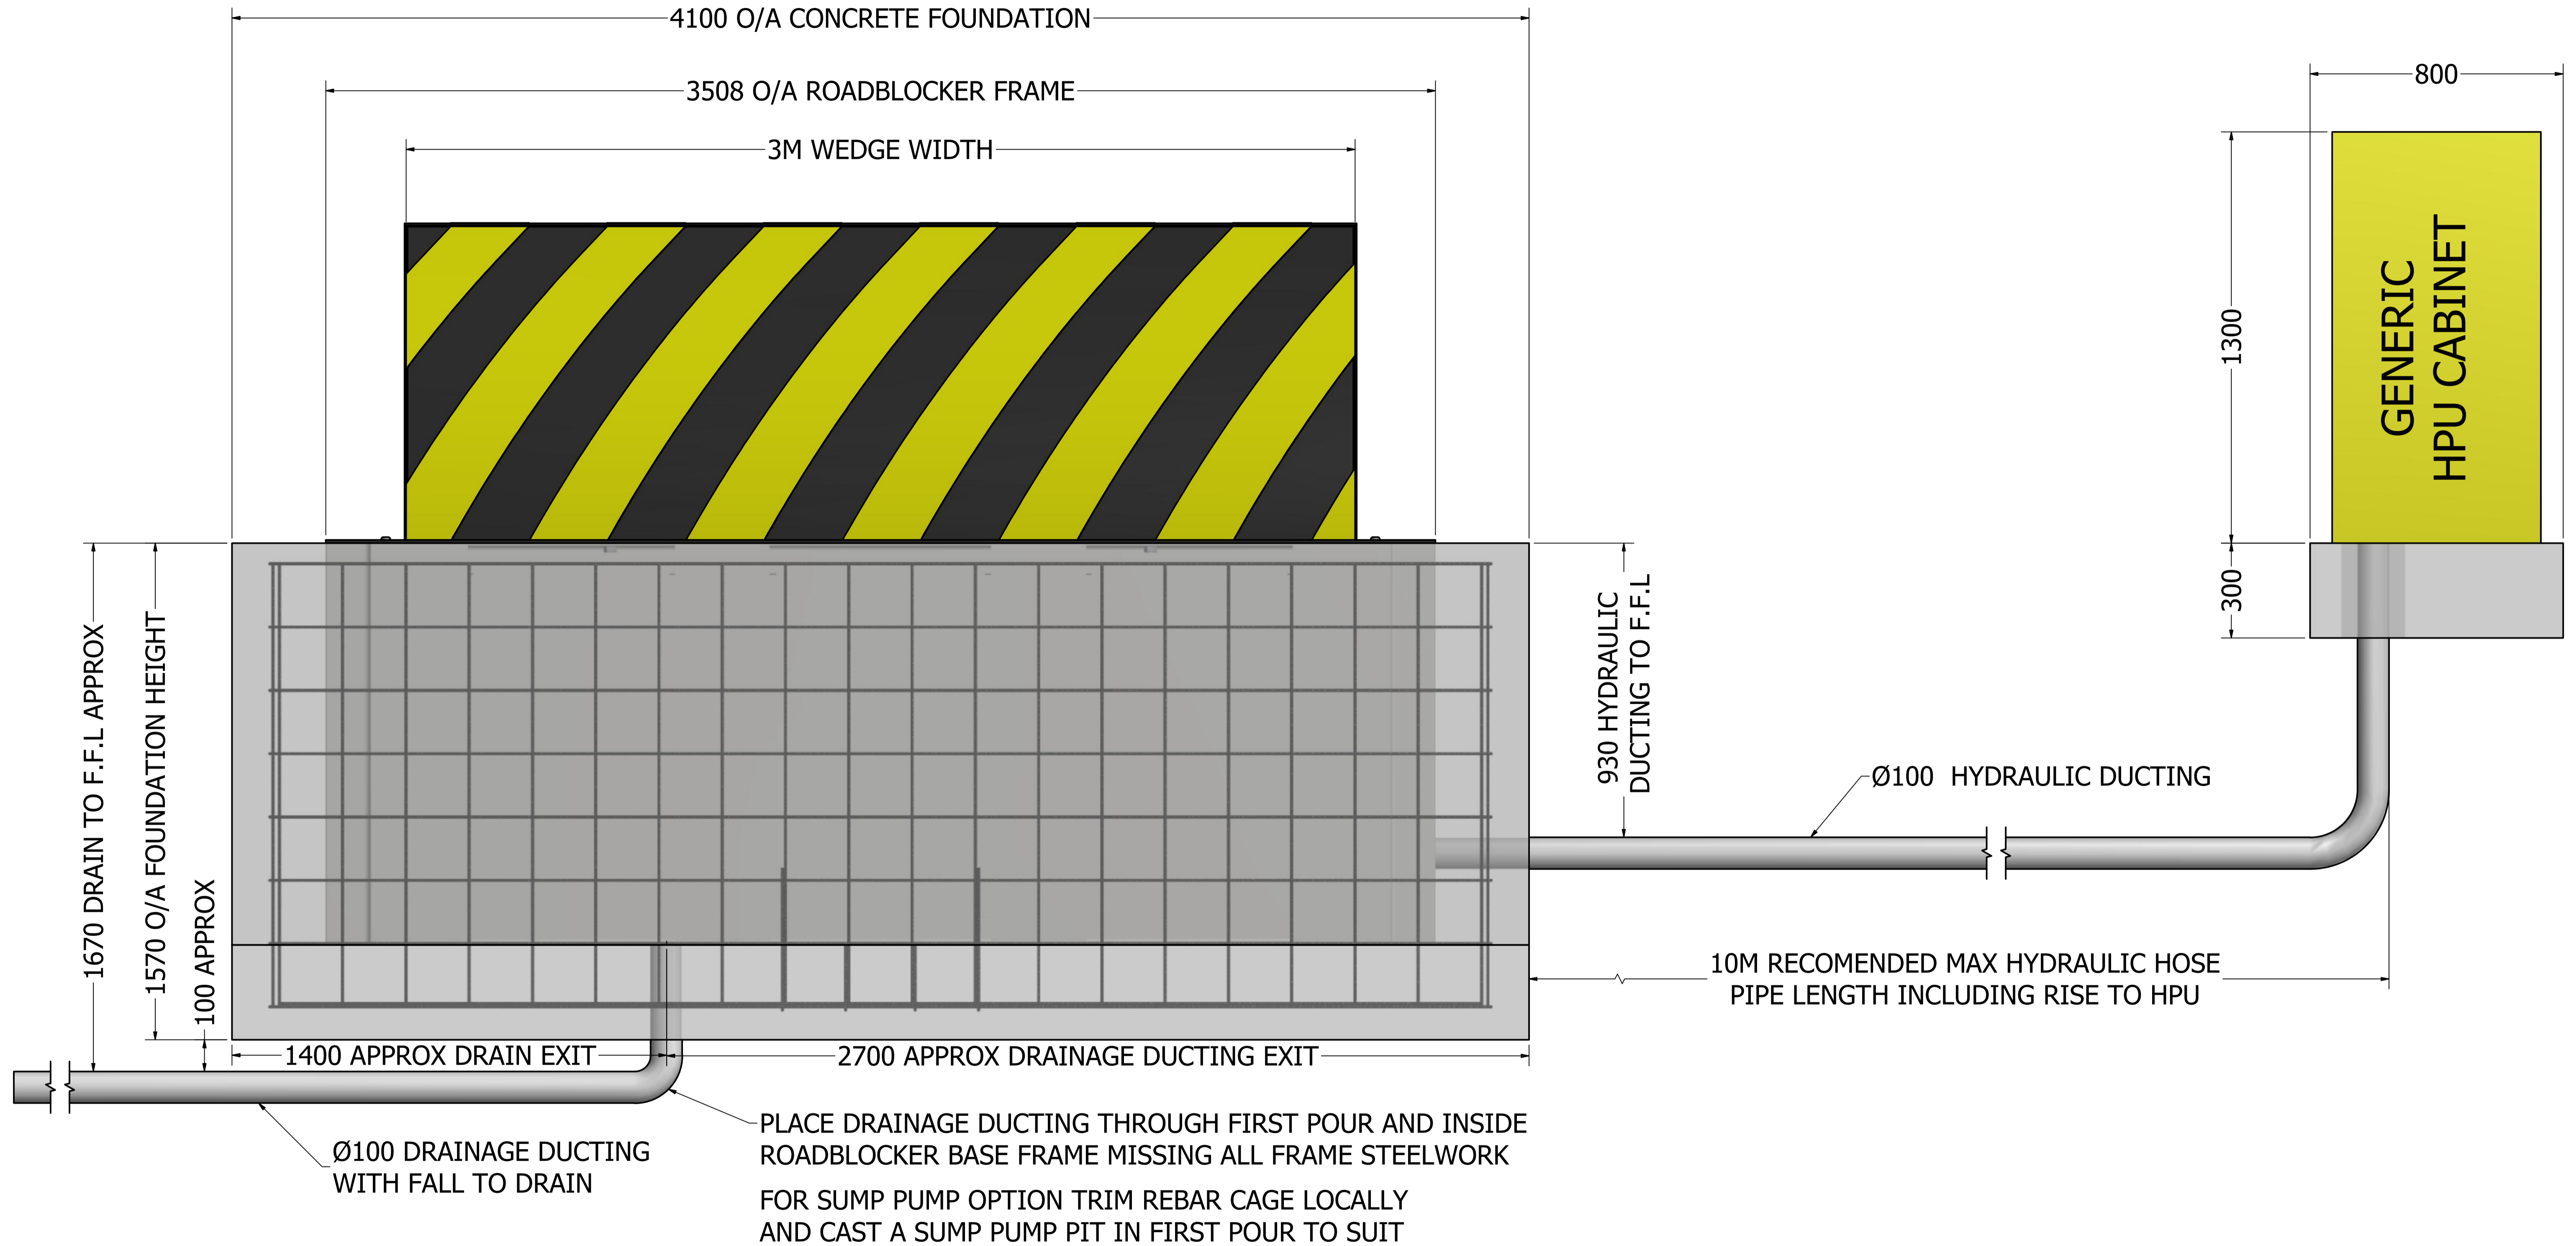 4100 O/A CONCRETE FOUNDATION
3508 O/A ROADBLOCKER FRAME
800
3M WEDGE WIDTH
GENERIC
HPU CABINET
1300
300
1670 DRAIN TO F.F.L APPROX
1570 O/A FOUNDATION HEIGHT
100 APPROX
930 HYDRAULIC
DUCTING TO F.F.L
Ø100 HYDRAULIC DUCTING
10M RECOMENDED MAX HYDRAULIC HOSE
PIPE LENGTH INCLUDING RISE TO HPU
1400 APPROX DRAIN EXIT
2700 APPROX DRAINAGE DUCTING EXIT
PLACE DRAINAGE DUCTING THROUGH FIRST POUR AND INSIDE
ROADBLOCKER BASE FRAME MISSING ALL FRAME STEELWORK
Ø100 DRAINAGE DUCTING
WITH FALL TO DRAIN
FOR SUMP PUMP OPTION TRIM REBAR CAGE LOCALLY
AND CAST A SUMP PUMP PIT IN FIRST POUR TO SUIT